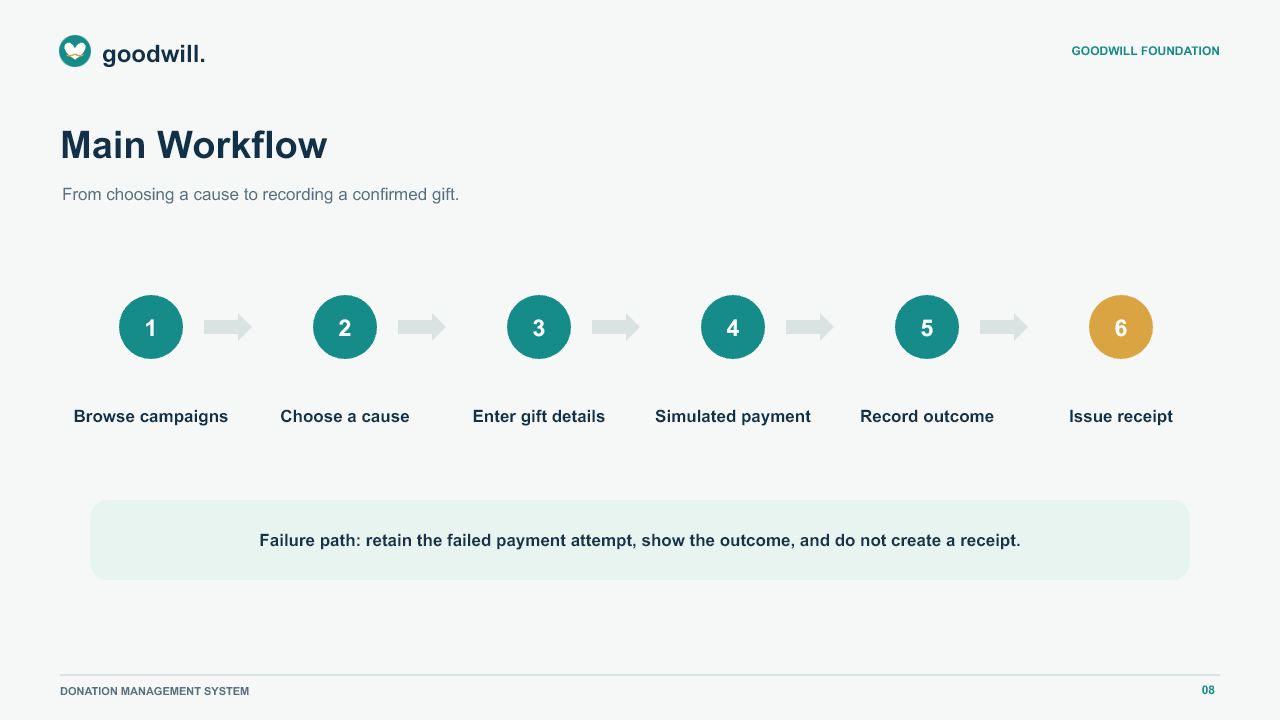 goodwill.
GOODWILL FOUNDATION
Main Workflow
From choosing a cause to recording a confirmed gift.
1
2
3
4
5
6
Browse campaigns
Choose a cause
Enter gift details
Simulated payment
Record outcome
Issue receipt
Failure path: retain the failed payment attempt, show the outcome, and do not create a receipt.
DONATION MANAGEMENT SYSTEM
08